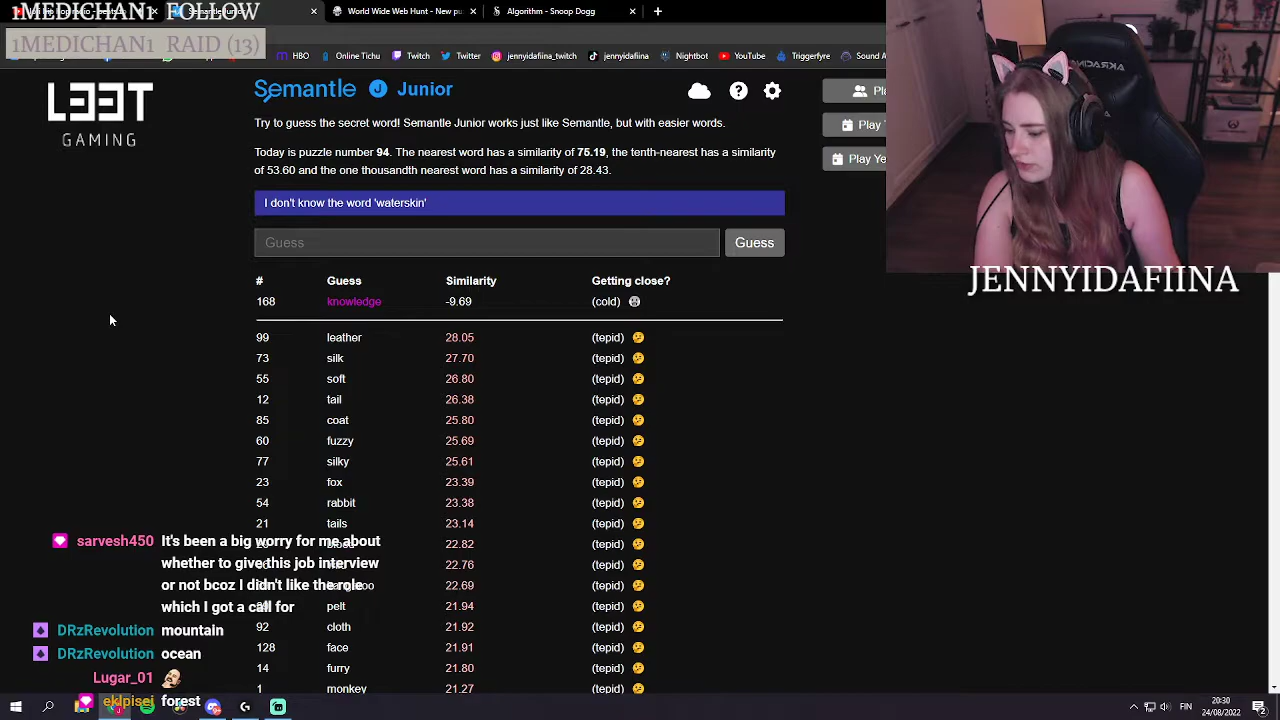 1MEDICHAN1 FOLLOW
1MEDICHAN1 RAID (13)
Semantle Junior
World Wide Web Hunt - New pu
Algorithm - Snoop Dogg
HBO
Online Tichu
Twitch
Twitter
jennydafiina_twitch
jennydafiina
Nightbot
YouTube
Triggerfyre
L33T
GAMING
Try to guess the secret word! Semantle Junior works just like Semantle, but with easier words.
Today is puzzle number 94. The nearest word has a similarity of 75.19, the tenth-nearest has a similarity
of 53.60 and the one thousandth nearest word has a similarity of 28.43.
I don't know the word 'waterskin'
Guess Guess
# Guess Similarity Getting close?
168 knowledge -9.69 (cold)
99 leather 28.05 (tepid)
73 silk 27.70 (tepid)
55 soft 26.80 (tepid)
12 tail 26.38 (tepid)
85 coat 25.80 (tepid)
60 fuzzy 25.69 (tepid)
77 silky 25.61 (tepid)
23 fox 23.39 (tepid)
54 rabbit 23.38 (tepid)
21 tails 23.14 (tepid)
22.82 (tepid)
22.76 (tepid)
22.69 (tepid)
pelt 21.94 (tepid)
92 cloth 21.92 (tepid)
128 face 21.91 (tepid)
14 furry 21.80 (tepid)
1 monkey 21.27 (tepid)
sarvesh450 It's been a big worry for me about
whether to give this job interview
or not bcoz I didn't like the role
which I got a call for
DRzRevolution mountain
DRzRevolution ocean
Lugar_01
eklpisei forest
Play
Play
Play Ye
AKRACING
JENNYIDAFIINA
FIN
20:30
24/08/2022
2